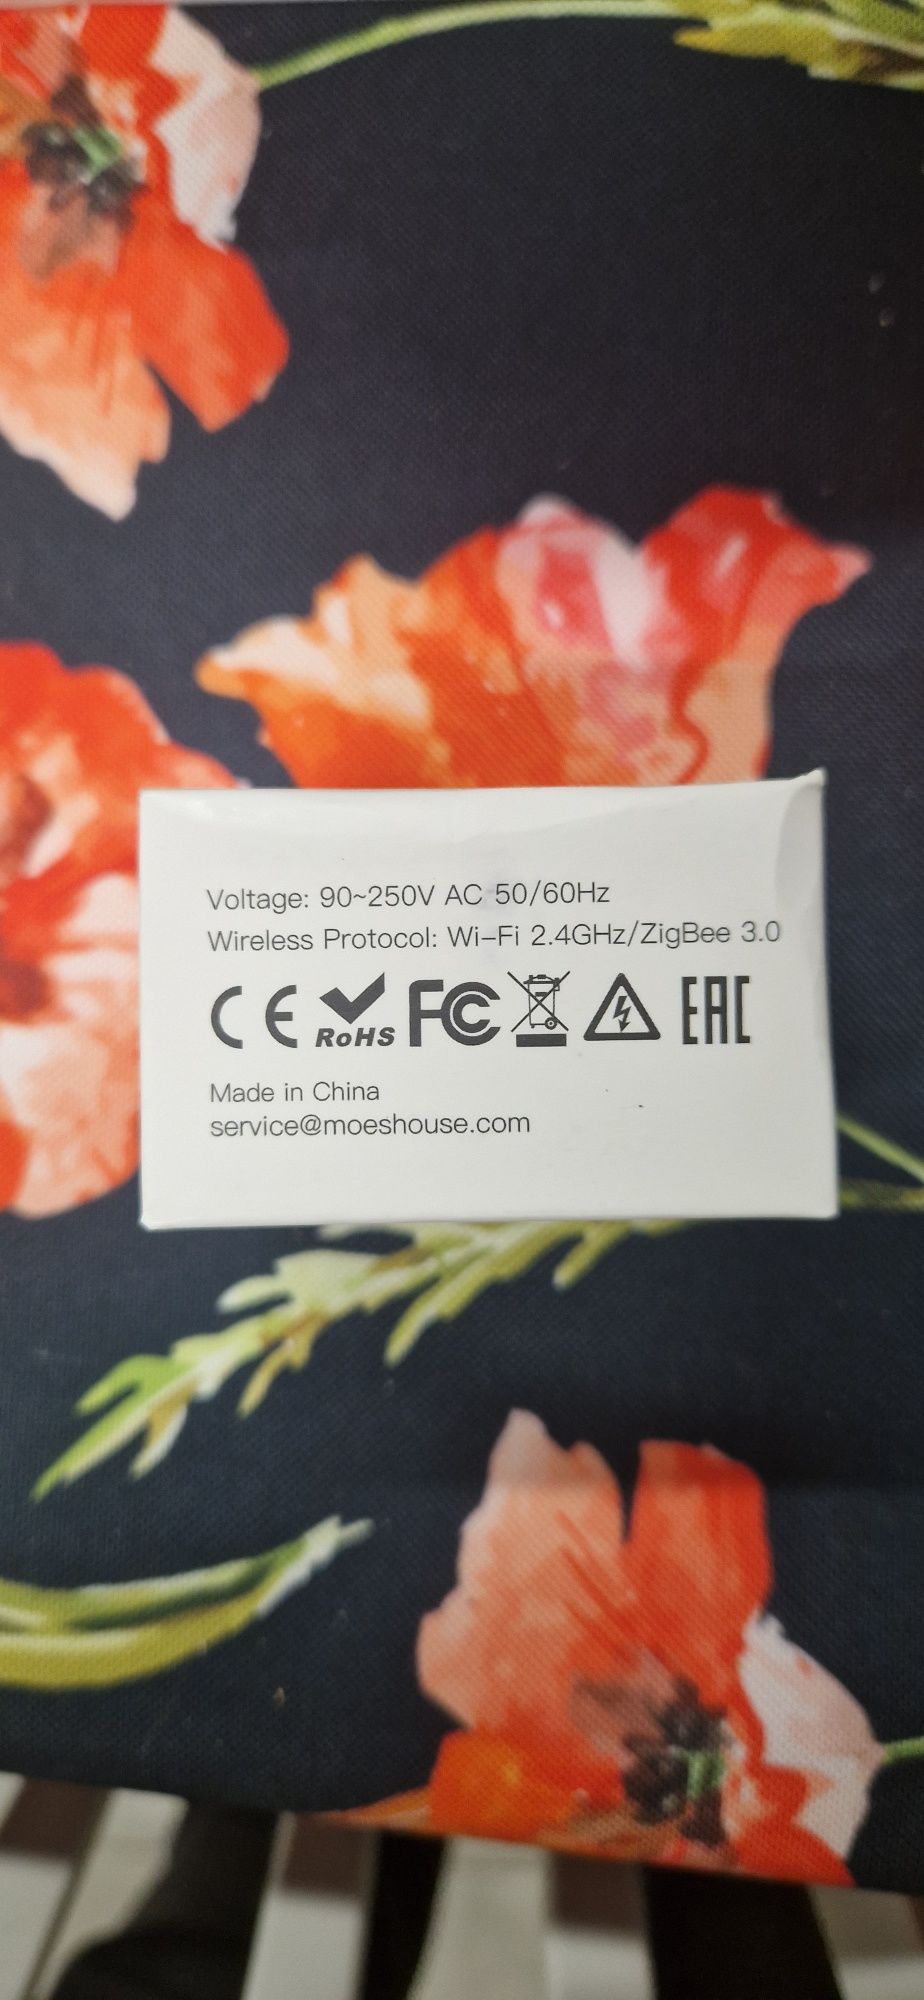 Voltage: 90~250V AC 50/60Hz
Wireless Protocol: Wi-Fi 2.4GHz/ZigBee 3.0
CE RoHS FC EAC
Made in China
service@moeshouse.com